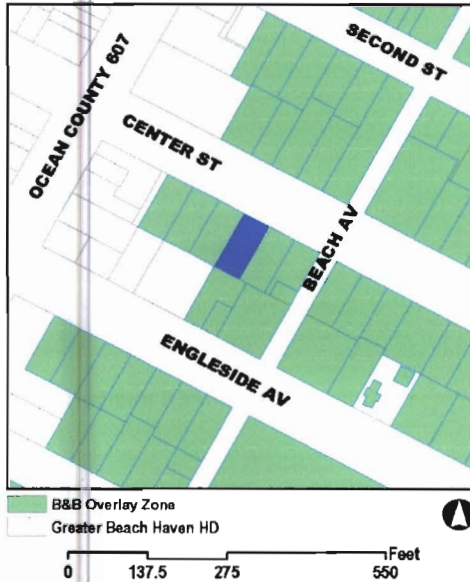 SECOND ST
OCEAN COUNTY 607
CENTER ST
BEACH AV
ENGLESIDE AV
B&B Overlay Zone
Greater Beach Haven HD
Feet
0 137.5 275 550